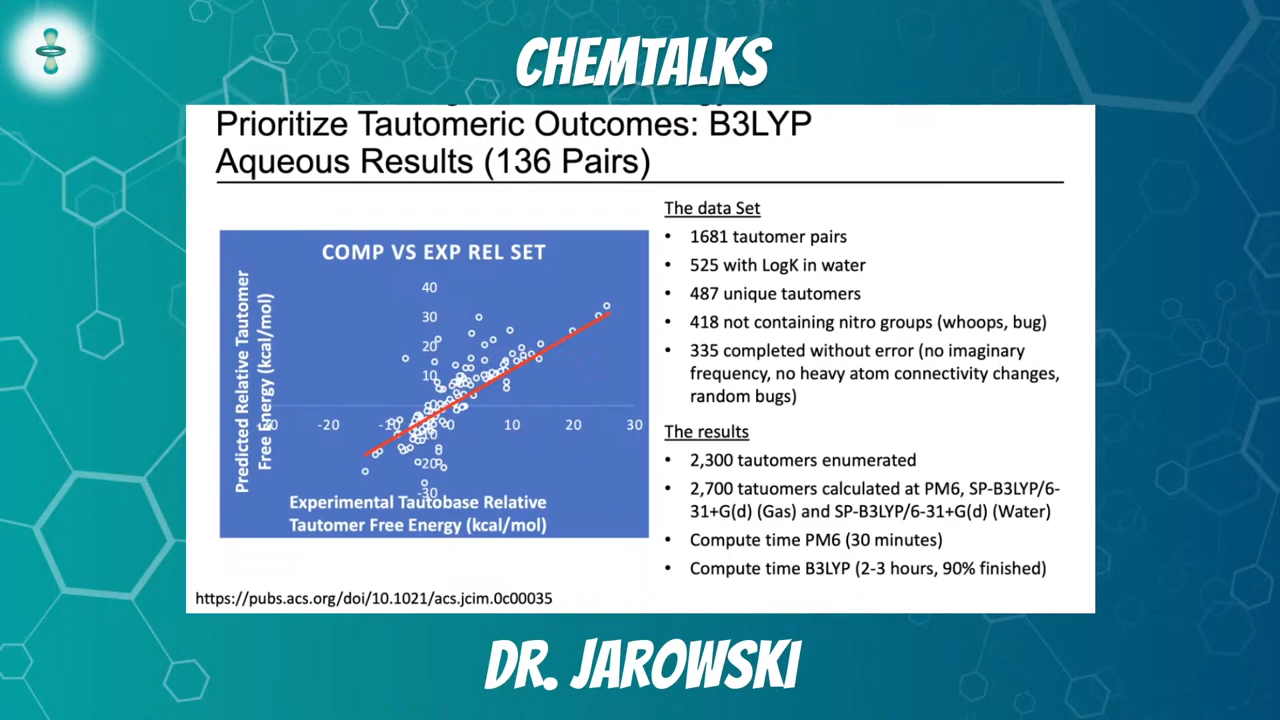 CHEMTALKS
Prioritize Tautomeric Outcomes: B3LYP
Aqueous Results (136 Pairs)
COMP VS EXP REL SET
Predicted Relative Tautomer
Free Energy (kcal/mol)
40
30
20
10
-20
-10
0
10
20
30
-10
-20
-30
Experimental Tautobase Relative
Tautomer Free Energy (kcal/mol)
The data Set
• 1681 tautomer pairs
• 525 with LogK in water
• 487 unique tautomers
• 418 not containing nitro groups (whoops, bug)
• 335 completed without error (no imaginary
frequency, no heavy atom connectivity changes,
random bugs)
The results
• 2,300 tautomers enumerated
• 2,700 tatuomers calculated at PM6, SP-B3LYP/6-
31+G(d) (Gas) and SP-B3LYP/6-31+G(d) (Water)
• Compute time PM6 (30 minutes)
• Compute time B3LYP (2-3 hours, 90% finished)
https://pubs.acs.org/doi/10.1021/acs.jcim.0c00035
DR. JAROWSKI